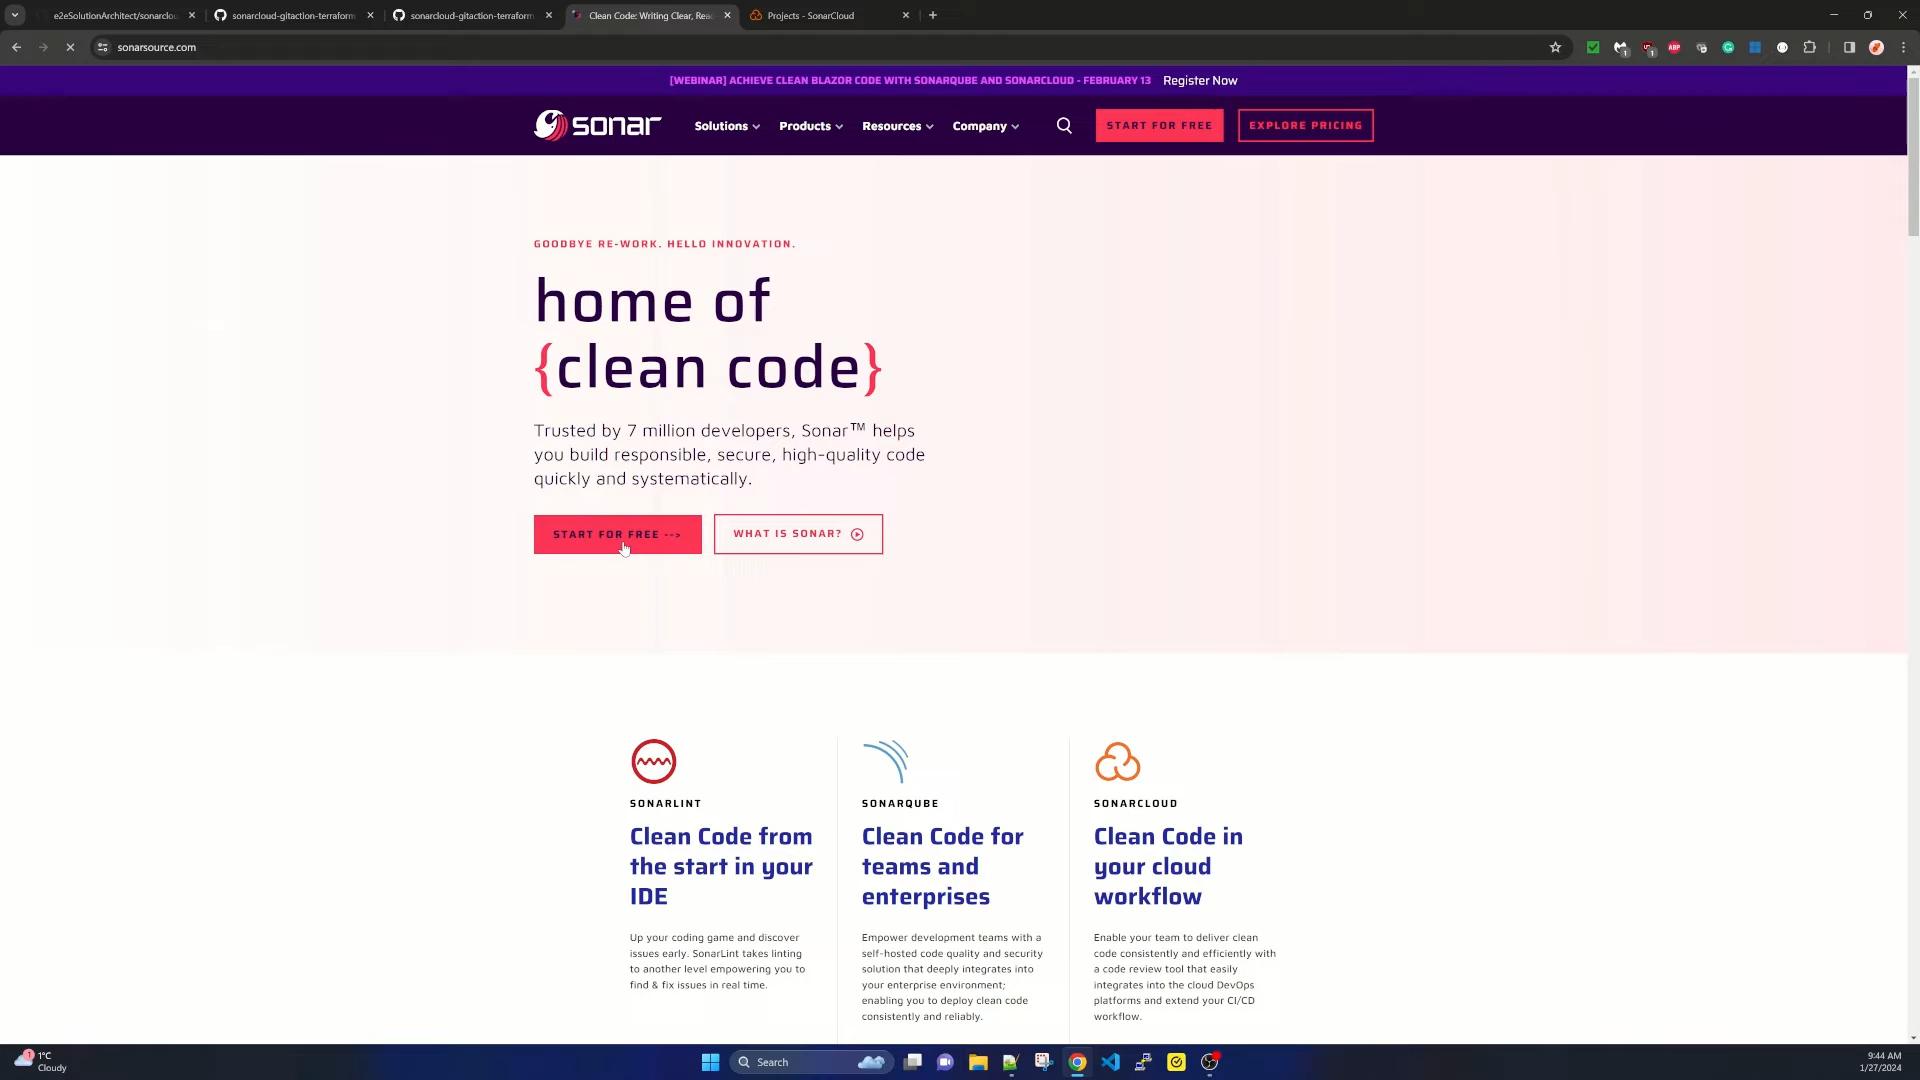 e2eSolutionArchitect/sonarclou
sonarcloud-gitaction-terraform
sonarcloud-gitaction-terraform
Clean Code: Writing Clear, Rea
Projects - SonarCloud
sonarsource.com
[WEBINAR] ACHIEVE CLEAN BLAZOR CODE WITH SONARQUBE AND SONARCLOUD - FEBRUARY 13 Register Now
sonar
Solutions
Products
Resources
Company
START FOR FREE
EXPLORE PRICING
GOODBYE RE-WORK. HELLO INNOVATION.
home of
{clean code}
Trusted by 7 million developers, Sonar™ helps
you build responsible, secure, high-quality code
quickly and systematically.
START FOR FREE -->
WHAT IS SONAR?
SONARLINT
Clean Code from
the start in your
IDE
Up your coding game and discover
issues early. SonarLint takes linting
to another level empowering you to
find & fix issues in real time.
SONARQUBE
Clean Code for
teams and
enterprises
Empower development teams with a
self-hosted code quality and security
solution that deeply integrates into
your enterprise environment;
enabling you to deploy clean code
consistently and reliably.
SONARCLOUD
Clean Code in
your cloud
workflow
Enable your team to deliver clean
code consistently and efficiently with
a code review tool that easily
integrates into the cloud DevOps
platforms and extend your CI/CD
workflow.
1
1°C
Cloudy
Search
9:44 AM
1/27/2024